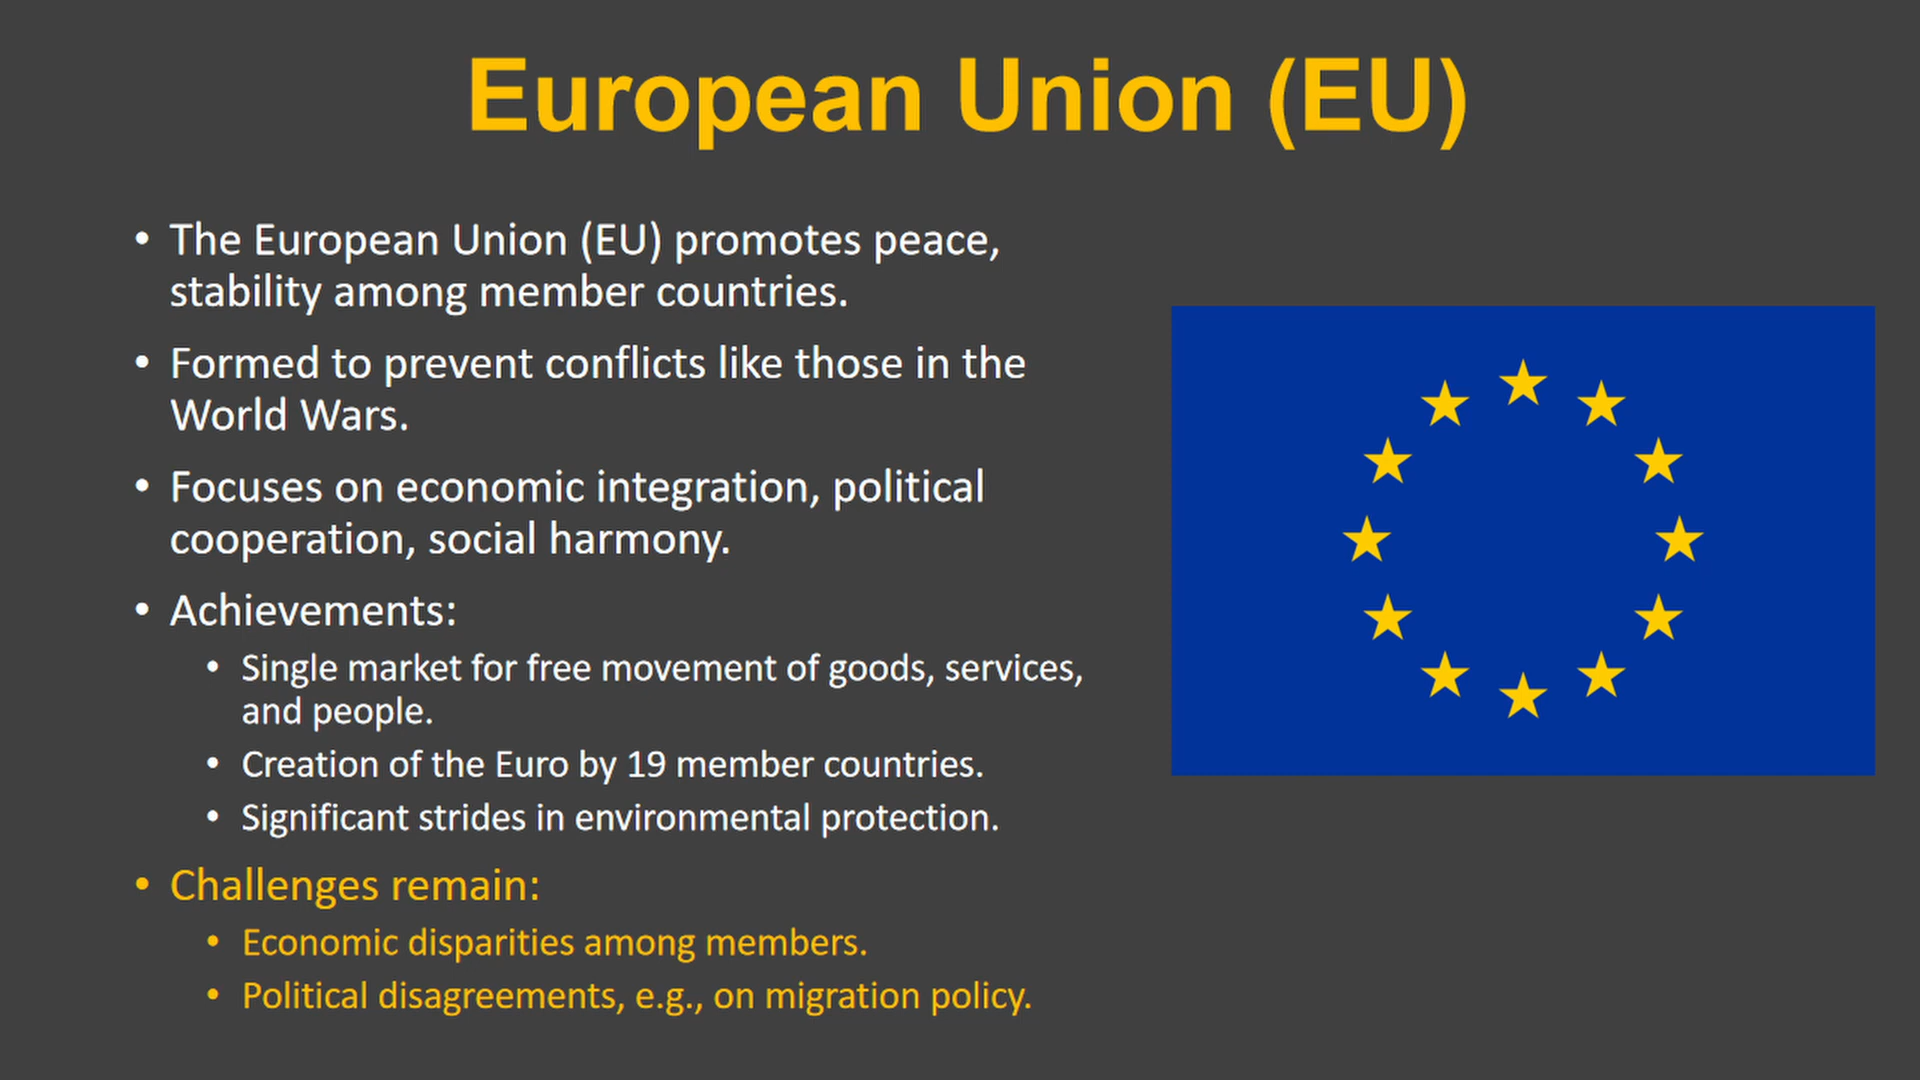 European Union (EU)
• The European Union (EU) promotes peace,
stability among member countries.
• Formed to prevent conflicts like those in the
World Wars.
• Focuses on economic integration, political
cooperation, social harmony.
• Achievements:
• Single market for free movement of goods, services,
and people.
• Creation of the Euro by 19 member countries.
• Significant strides in environmental protection.
• Challenges remain:
• Economic disparities among members.
• Political disagreements, e.g., on migration policy.